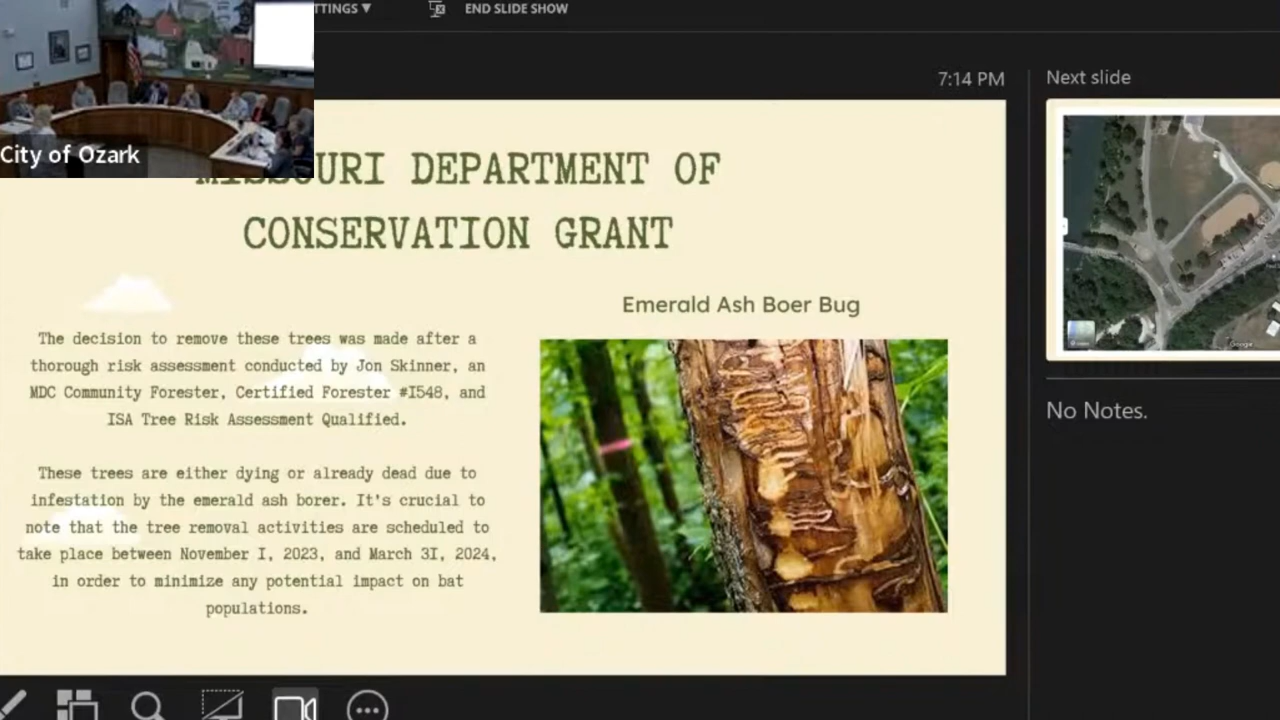 TTINGS ▼
END SLIDE SHOW
7:14 PM
Next slide
City of Ozark
MISSOURI DEPARTMENT OF
CONSERVATION GRANT
Emerald Ash Boer Bug
The decision to remove these trees was made after a
thorough risk assessment conducted by Jon Skinner, an
MDC Community Forester, Certified Forester #1548, and
ISA Tree Risk Assessment Qualified.
These trees are either dying or already dead due to
infestation by the emerald ash borer. It's crucial to
note that the tree removal activities are scheduled to
take place between November 1, 2023, and March 31, 2024,
in order to minimize any potential impact on bat
populations.
Google
No Notes.